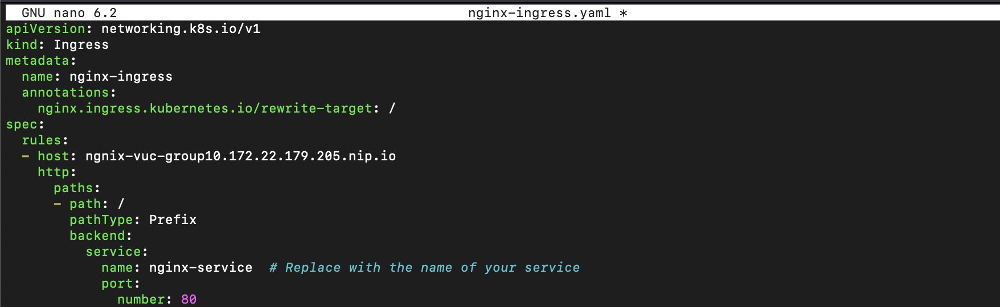 GNU nano 6.2 nginx-ingress.yaml *
apiVersion: networking.k8s.io/v1
kind: Ingress
metadata:
  name: nginx-ingress
  annotations:
    nginx.ingress.kubernetes.io/rewrite-target: /
spec:
  rules:
  - host: ngnix-vuc-group10.172.22.179.205.nip.io
    http:
      paths:
      - path: /
        pathType: Prefix
        backend:
          service:
            name: nginx-service  # Replace with the name of your service
            port:
              number: 80